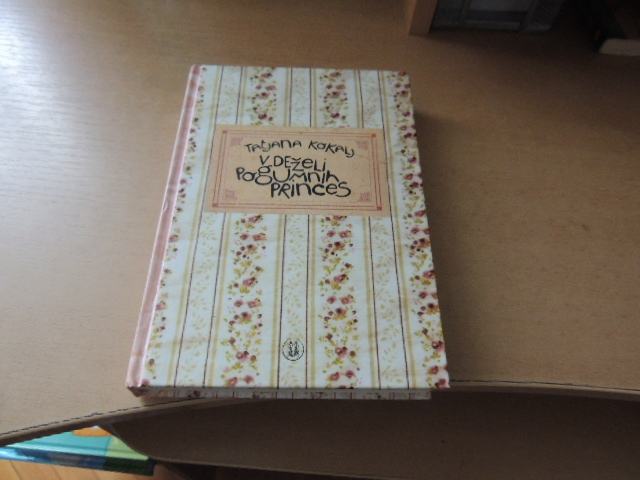 Tatjana Kokalj
V DEŽELI
POGUMNIH
PRINCES